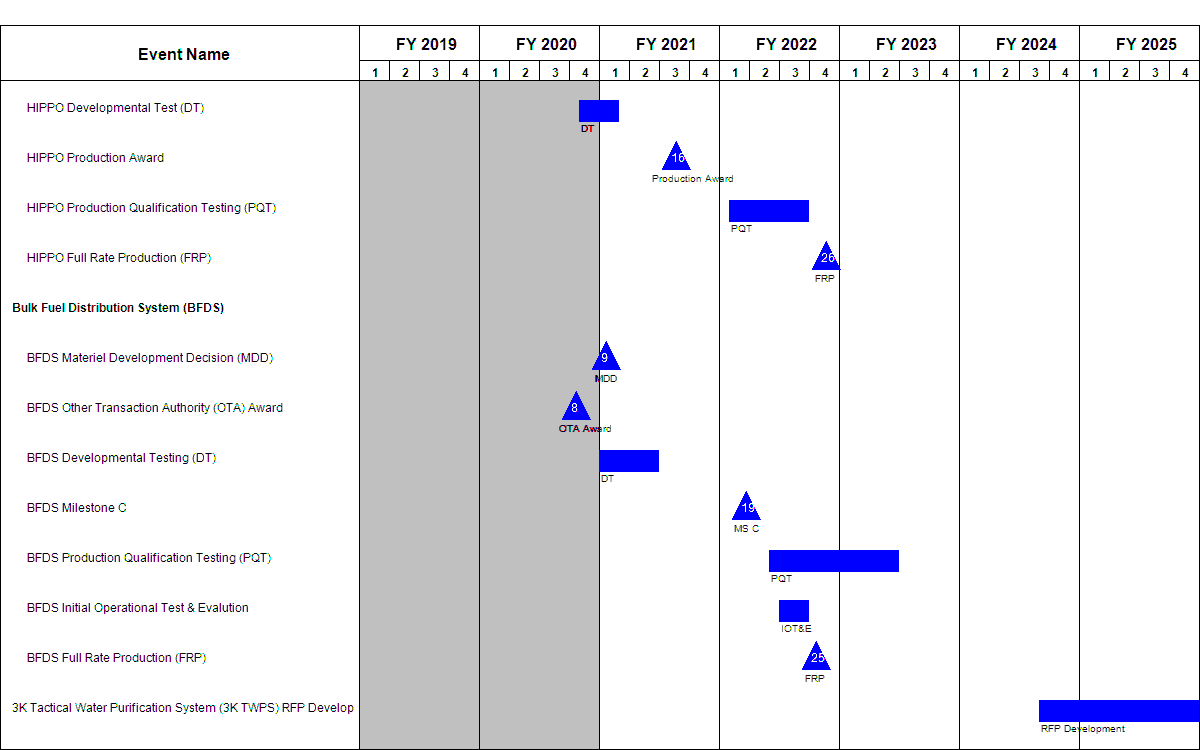 Event Name FY 2019 FY 2020 FY 2021 FY 2022 FY 2023 FY 2024 FY 2025
1 2 3 4 1 2 3 4 1 2 3 4 1 2 3 4 1 2 3 4 1 2 3 4 1 2 3 4
HIPPO Developmental Test (DT)
DT
HIPPO Production Award 16
Production Award
HIPPO Production Qualification Testing (PQT)
PQT
HIPPO Full Rate Production (FRP) 26
FRP
Bulk Fuel Distribution System (BFDS)
BFDS Materiel Development Decision (MDD) 9
MDD
BFDS Other Transaction Authority (OTA) Award 8
OTA Award
BFDS Developmental Testing (DT)
DT
BFDS Milestone C 19
MS C
BFDS Production Qualification Testing (PQT)
PQT
BFDS Initial Operational Test & Evalution
IOT&E
BFDS Full Rate Production (FRP) 25
FRP
3K Tactical Water Purification System (3K TWPS) RFP Develop
RFP Development